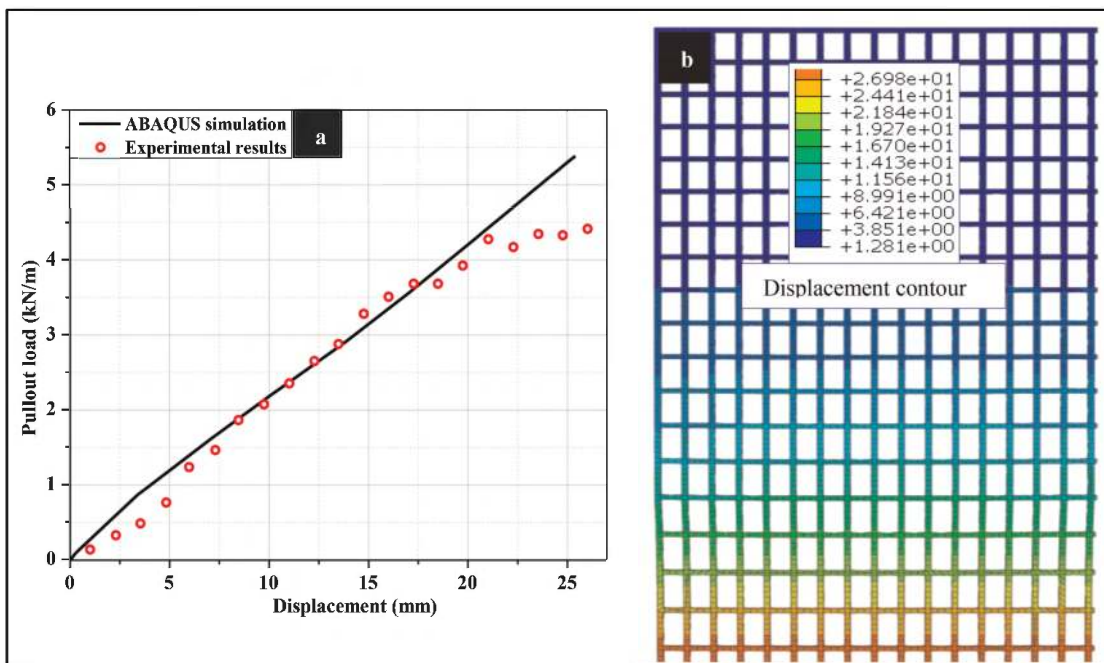 6
5
4
3
2
1
0
Pullout load (kN/m)
ABAQUS simulation
Experimental results
a
0 5 10 15 20 25
Displacement (mm)
b
+2.698e+01
+2.441e+01
+2.184e+01
+1.927e+01
+1.670e+01
+1.413e+01
+1.156e+01
+8.991e+00
+6.421e+00
+3.851e+00
+1.281e+00
Displacement contour